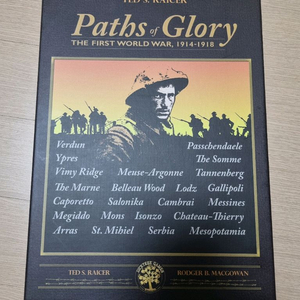 TED S. RAICER
Paths of Glory
THE FIRST WORLD WAR, 1914-1918
Verdun Passchendaele
Ypres The Somme
Vimy Ridge Meuse-Argonne Tannenberg
The Marne Belleau Wood Lodz Gallipoli
Caporetto Salonika Cambrai Messines
Megiddo Mons Isonzo Chateau-Thierry
Arras St. Mihiel Serbia Mesopotamia
TED S. RAICER RODGER B. MACGOWAN